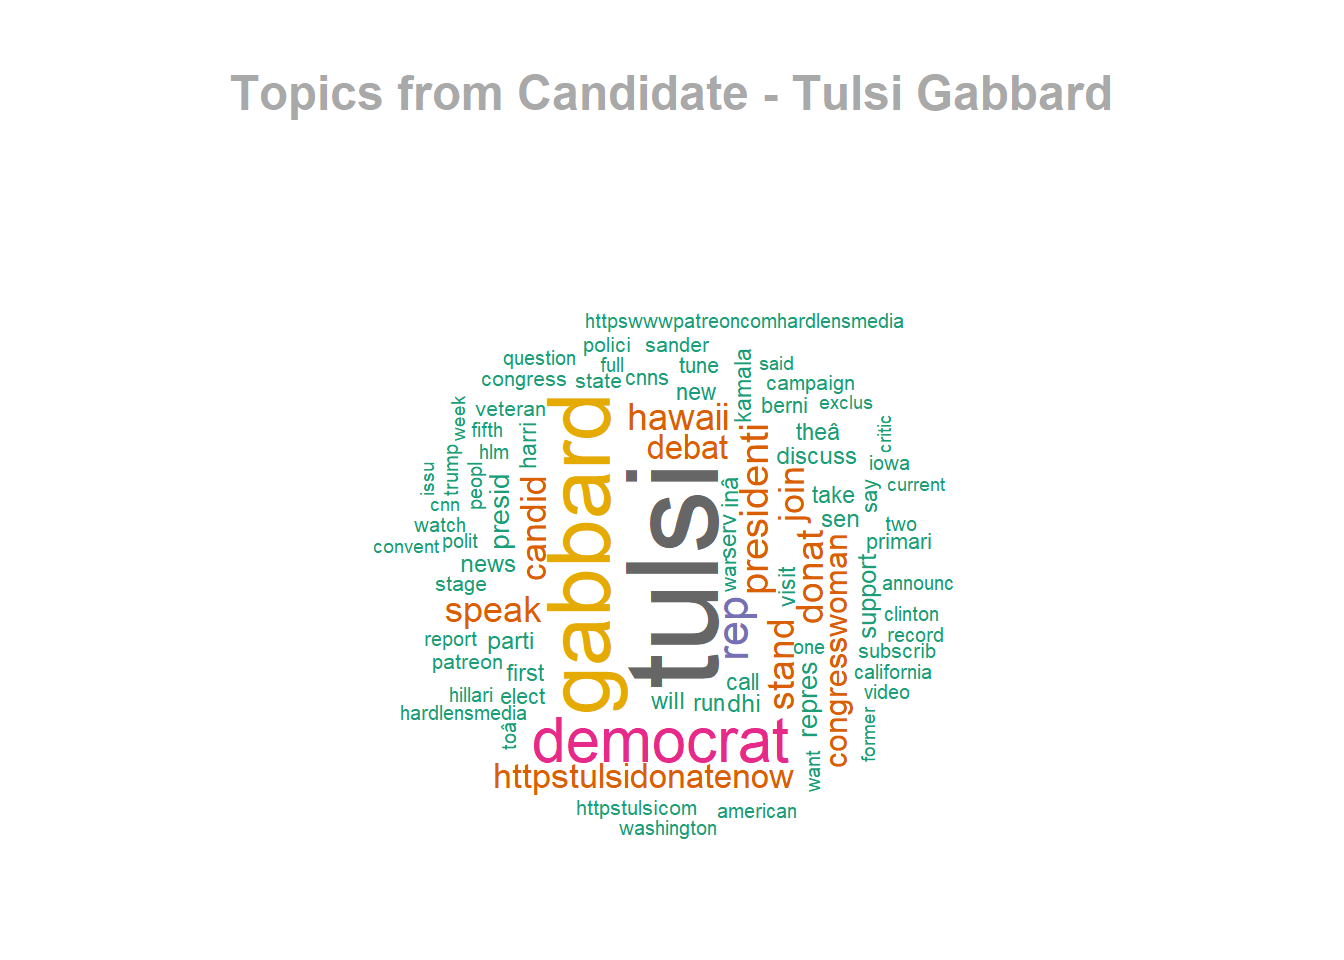 Topics from Candidate - Tulsi Gabbard
httpswwwpatreoncomhardlensmedia
polici
sander
question
full
tune
kamala
said
congress
state
cnns
new
campaign
berni
exclus
week
veteran
gabbard
hawaii
critic
fifth
harri
debat
presidenti
theâ
hlm
discuss
issu
trump
peopl
tulsi
join
iowa
cnn
presid
candid
inâ
take
say
current
watch
serv
sen
two
convent
polit
primari
news
war
visit
donat
congresswoman
support
announc
stage
speak
rep
stand
clinton
report
parti
one
record
subscrib
patreon
first
call
repres
california
hillari
elect
will
run
dhi
video
hardlensmedia
toâ
democrat
former
httpstulsidonatenow
want
httpstulsicom
american
washington